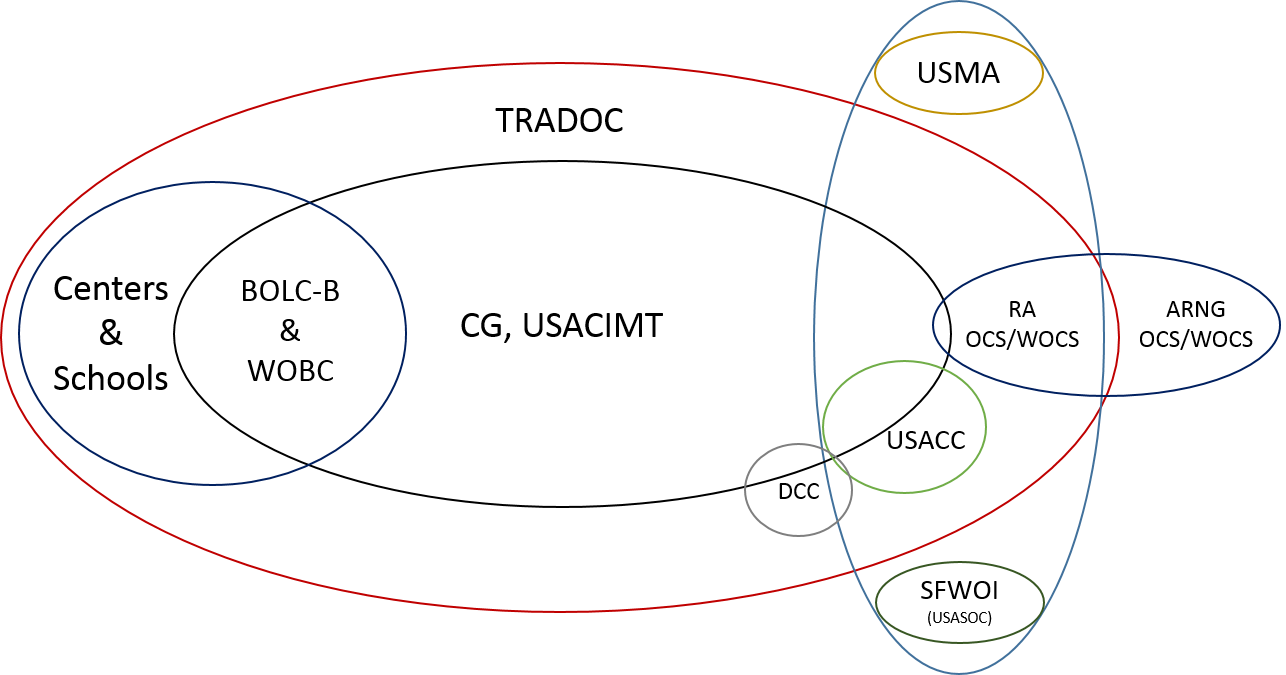 USMA
TRADOC
Centers
&
Schools
BOLC-B
&
WOBC
CG, USACIMT
RA
OCS/WOCS
ARNG
OCS/WOCS
USACC
DCC
SFWOI
(USASOC)